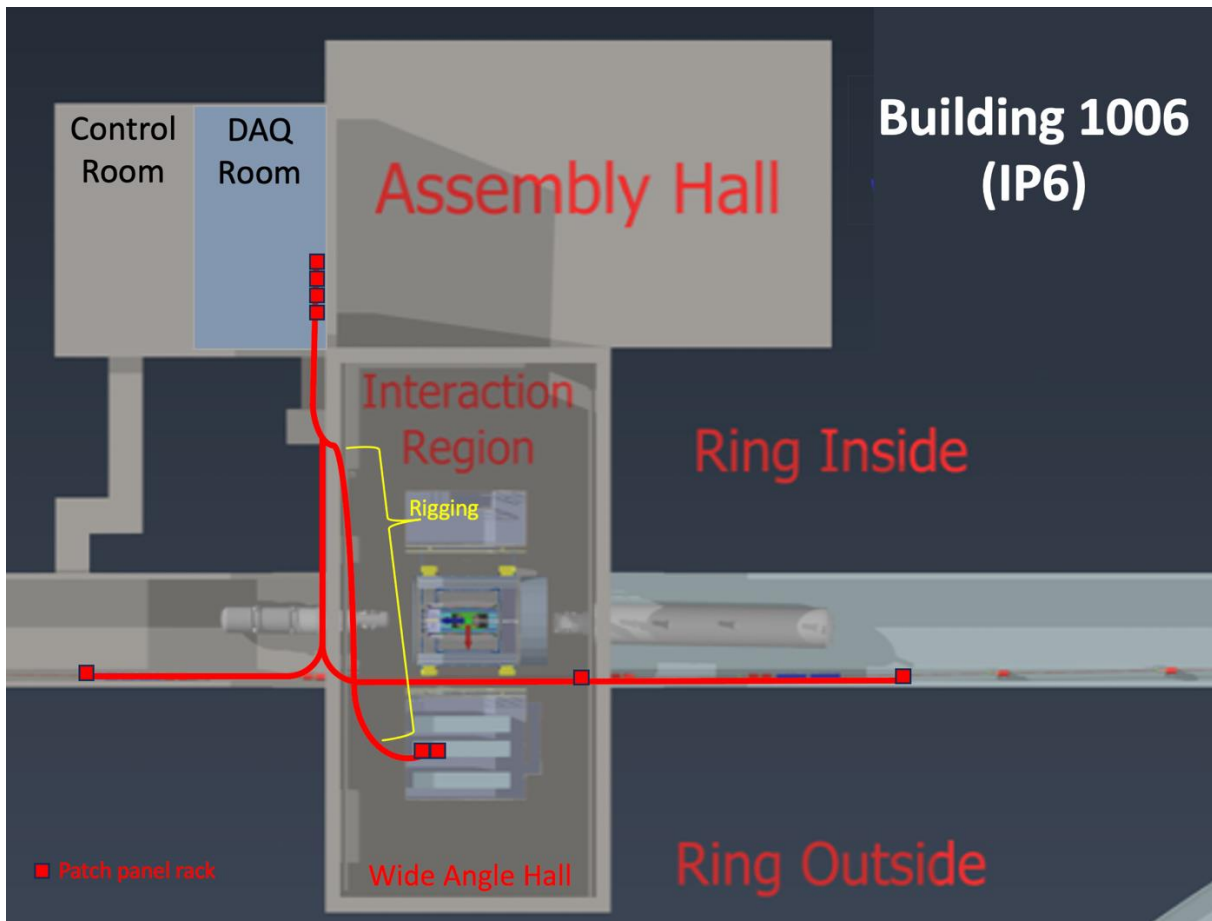 Control
Room
DAQ
Room
Building 1006
(IP6)
Assembly Hall
Interaction
Region
Ring Inside
Rigging
Patch panel rack
Wide Angle Hall
Ring Outside